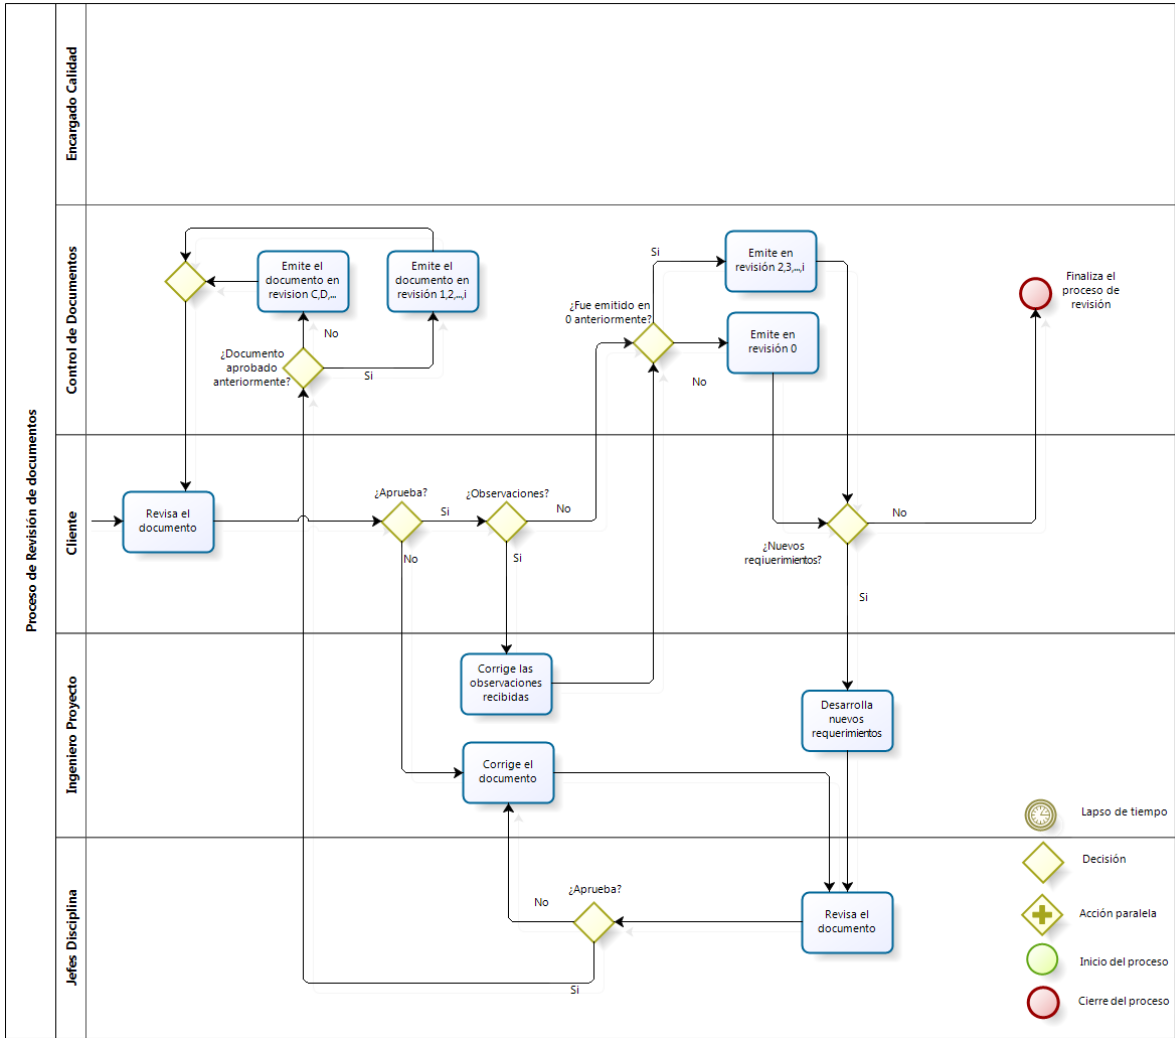 Proceso de Revisión de documentos
Encargado Calidad
Control de Documentos
Emite el
documento en
revision C,D,...
Emite el
documento en
revisión 1,2,..,i
No
¿Documento
aprobado
anteriormente?
Si
Si
¿Fue emitido en
0 anteriormente?
Emite en
revisión 2,3,..,i
Emite en
revisión 0
No
Finaliza el
proceso de
revisión
Cliente
Revisa el
documento
¿Aprueba?
Si
No
¿Observaciones?
No
Si
¿Nuevos
reqiuerimientos?
No
Si
Ingeniero Proyecto
Corrige las
observaciones
recibidas
Corrige el
documento
Desarrolla
nuevos
requerimientos
Jefes Disciplina
¿Aprueba?
No
Si
Revisa el
documento
Lapso de tiempo
Decisión
Acción paralela
Inicio del proceso
Cierre del proceso